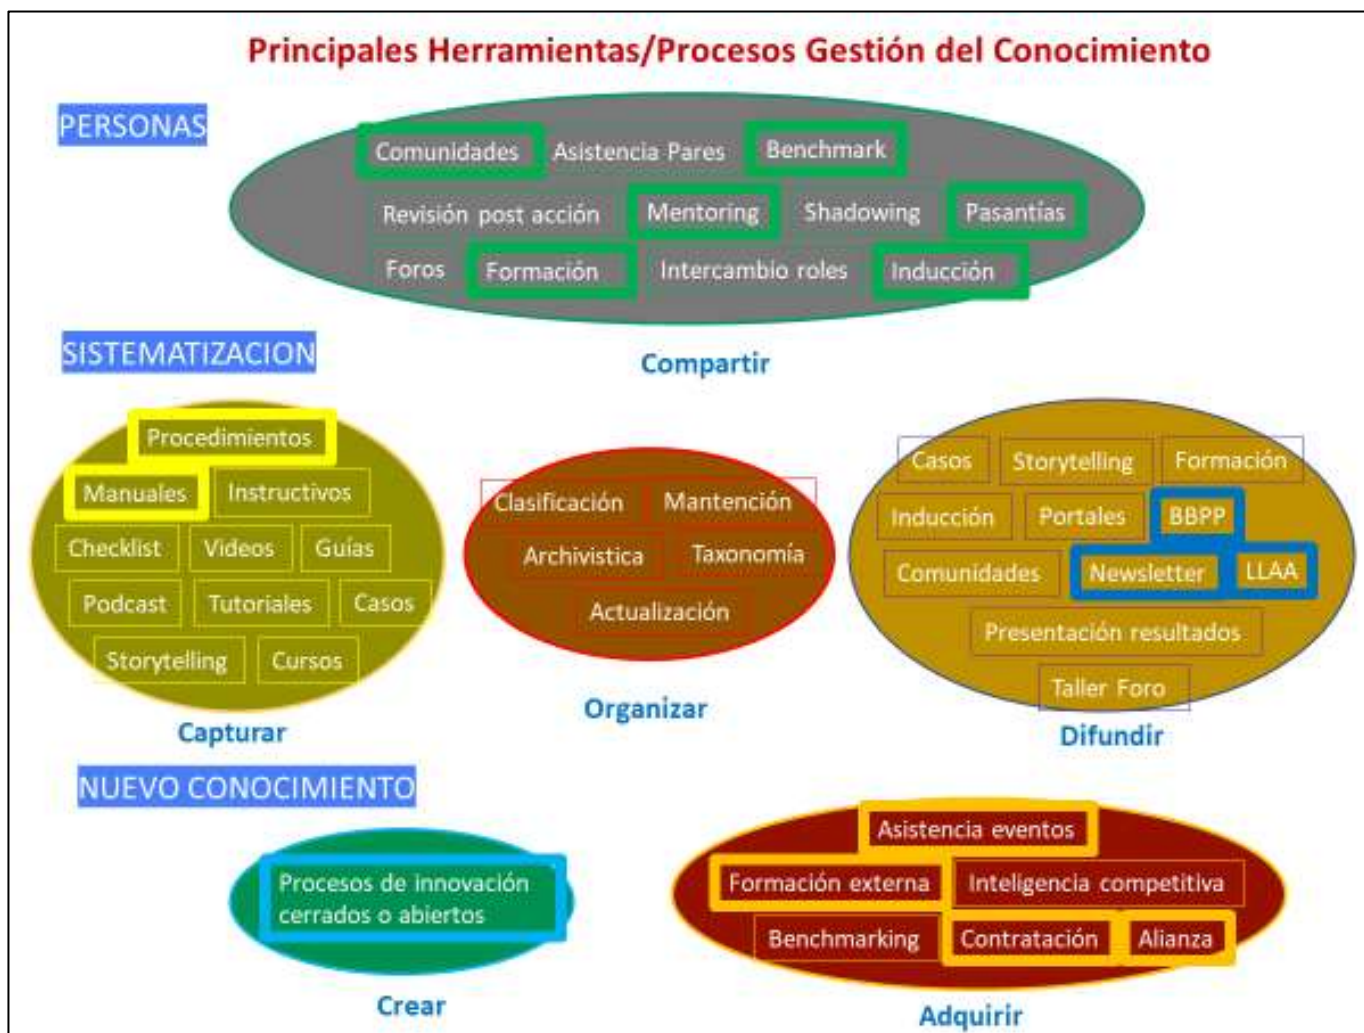 Principales Herramientas/Procesos Gestión del Conocimiento
PERSONAS
Comunidades Asistencia Pares Benchmark
Revisión post acción Mentoring Shadowing Pasantías
Foros Formación Intercambio roles Inducción
Compartir
SISTEMATIZACION
Procedimientos
Manuales Instructivos
Checklist Videos Guías
Podcast Tutoriales Casos
Storytelling Cursos
Capturar
Clasificación Mantención
Archivistica Taxonomía
Actualización
Organizar
Casos Storytelling Formación
Inducción Portales BBPP
Comunidades Newsletter LLAA
Presentación resultados
Taller Foro
Difundir
NUEVO CONOCIMIENTO
Procesos de innovación
cerrados o abiertos
Crear
Asistencia eventos
Formación externa Inteligencia competitiva
Benchmarking Contratación Alianza
Adquirir